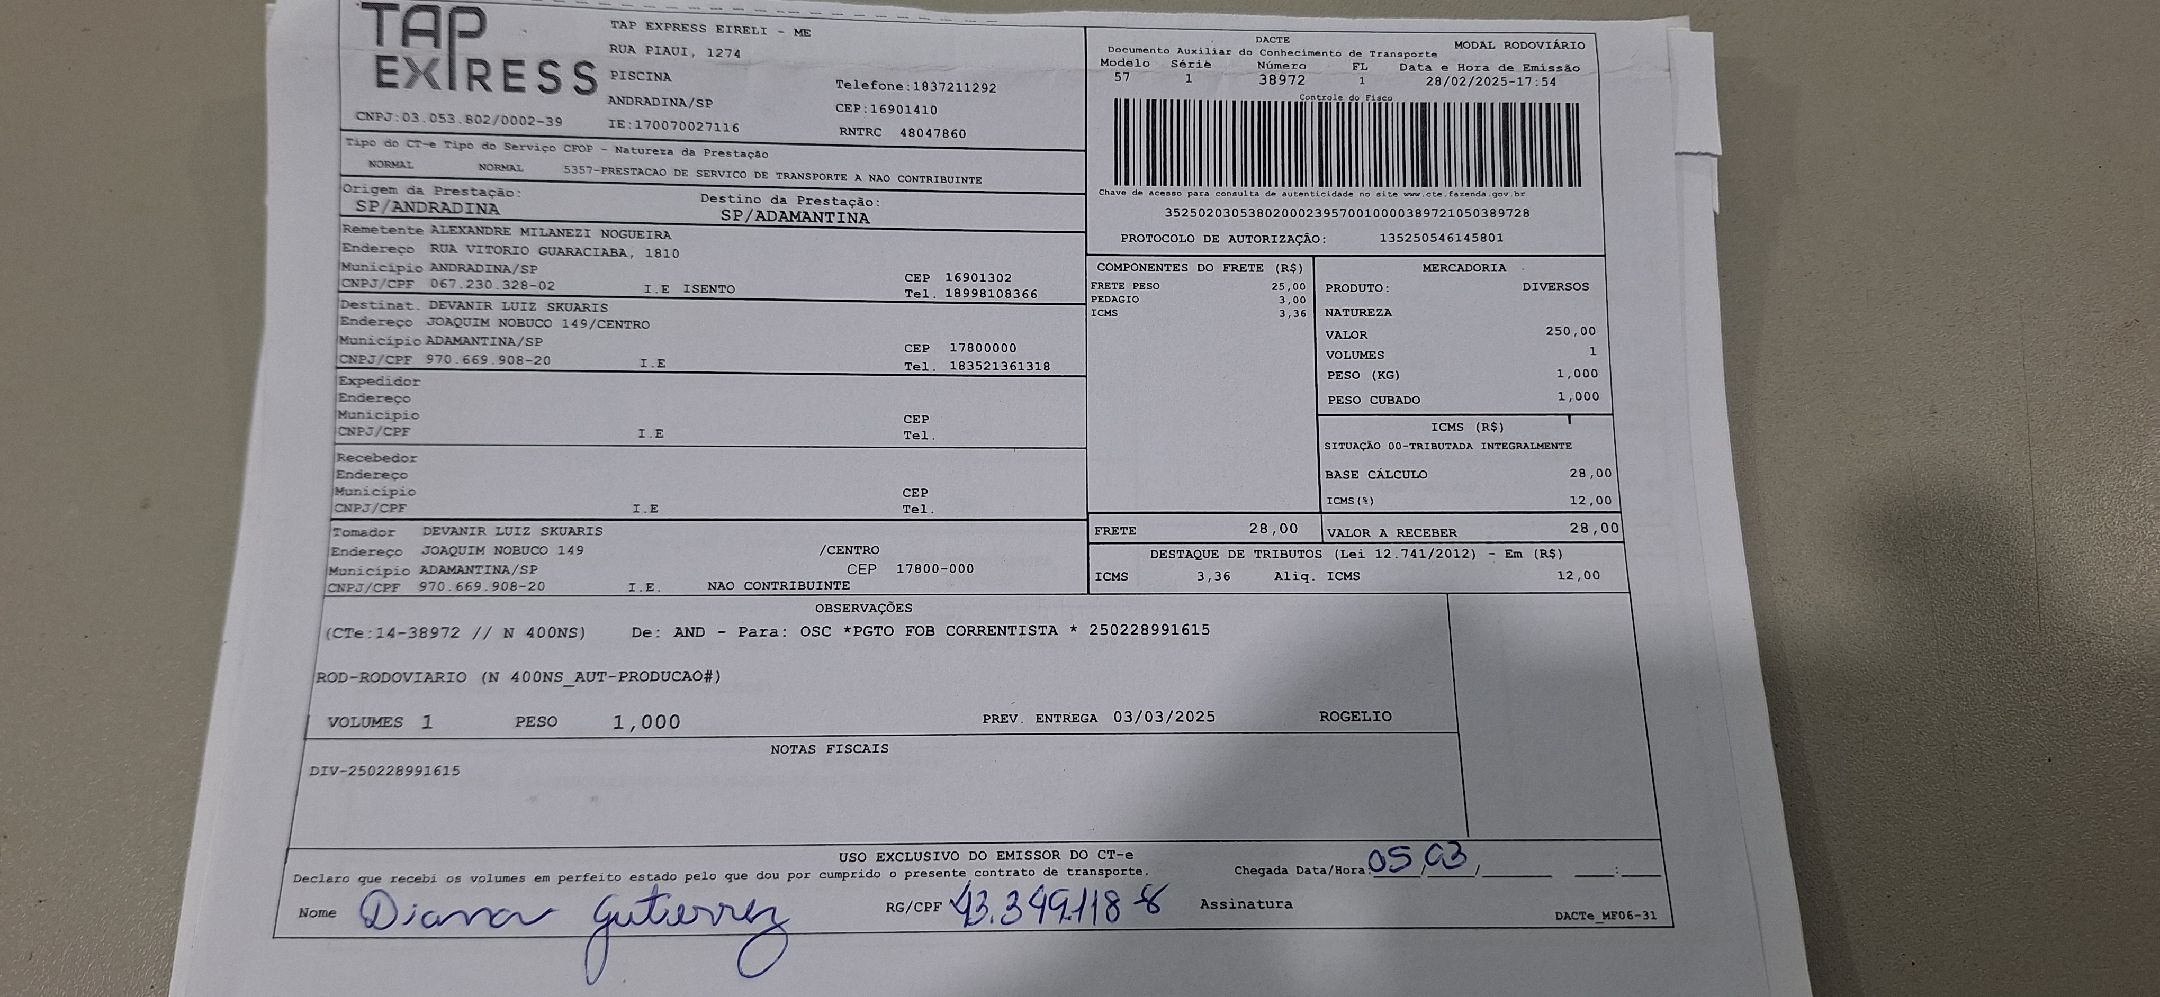 TAP EXPRESS
TAP EXPRESS EIRELI - ME
RUA PIAUI, 1274
PISCINA
Telefone:1837211292
ANDRADINA/SP
CEP:16901410
CNPJ:03.053.802/0002-39
IE:170070027116
RNTRC 48047860
DACTE
Documento Auxiliar do Conhecimento de Transporte
MODAL RODOVIÁRIO
Modelo Série Número FL Data e Hora de Emissão
57 1 38972 1 28/02/2025-17:54
Controle do Fisco
Chave de acesso para consulta de autenticidade no site www.cte.fazenda.gov.br
35250203053802000239570010000389721050389728
PROTOCOLO DE AUTORIZAÇÃO: 135250546145801
Tipo do CT-e Tipo do Serviço CFOP - Natureza da Prestação
NORMAL NORMAL 5357-PRESTACAO DE SERVICO DE TRANSPORTE A NAO CONTRIBUINTE
Origem da Prestação: Destino da Prestação:
SP/ANDRADINA SP/ADAMANTINA
Remetente ALEXANDRE MILANEZI NOGUEIRA
Endereço RUA VITORIO GUARACIABA, 1810
Município ANDRADINA/SP CEP 16901302
CNPJ/CPF 067.230.328-02 I.E ISENTO Tel. 18998108366
Destinat. DEVANIR LUIZ SKUARIS
Endereço JOAQUIM NOBUCO 149/CENTRO
Município ADAMANTINA/SP CEP 17800000
CNPJ/CPF 970.669.908-20 I.E Tel. 183521361318
Expedidor
Endereço
Município CEP
CNPJ/CPF I.E Tel.
Recebedor
Endereço
Município CEP
CNPJ/CPF I.E Tel.
Tomador DEVANIR LUIZ SKUARIS
Endereço JOAQUIM NOBUCO 149 /CENTRO
Município ADAMANTINA/SP CEP 17800-000
CNPJ/CPF 970.669.908-20 I.E. NAO CONTRIBUINTE
COMPONENTES DO FRETE (R$)
FRETE PESO 25,00
PEDAGIO 3,00
ICMS 3,36
MERCADORIA
PRODUTO: DIVERSOS
NATUREZA
VALOR 250,00
VOLUMES 1
PESO (KG) 1,000
PESO CUBADO 1,000
ICMS (R$)
SITUAÇÃO 00-TRIBUTADA INTEGRALMENTE
BASE CÁLCULO 28,00
ICMS(%) 12,00
FRETE 28,00 VALOR A RECEBER 28,00
DESTAQUE DE TRIBUTOS (Lei 12.741/2012) - Em (R$)
ICMS 3,36 Aliq. ICMS 12,00
OBSERVAÇÕES
(CTe:14-38972 // N 400NS) De: AND - Para: OSC *PGTO FOB CORRENTISTA * 250228991615
ROD-RODOVIARIO (N 400NS_AUT-PRODUCAO#)
VOLUMES 1 PESO 1,000 PREV. ENTREGA 03/03/2025 ROGELIO
NOTAS FISCAIS
DIV-250228991615
USO EXCLUSIVO DO EMISSOR DO CT-e
Declaro que recebi os volumes em perfeito estado pelo que dou por cumprido o presente contrato de transporte. Chegada Data/Hora: 05/03/ :
Nome Diana Gutierrez RG/CPF 43.349.118-8 Assinatura
DACTe_MF06-31